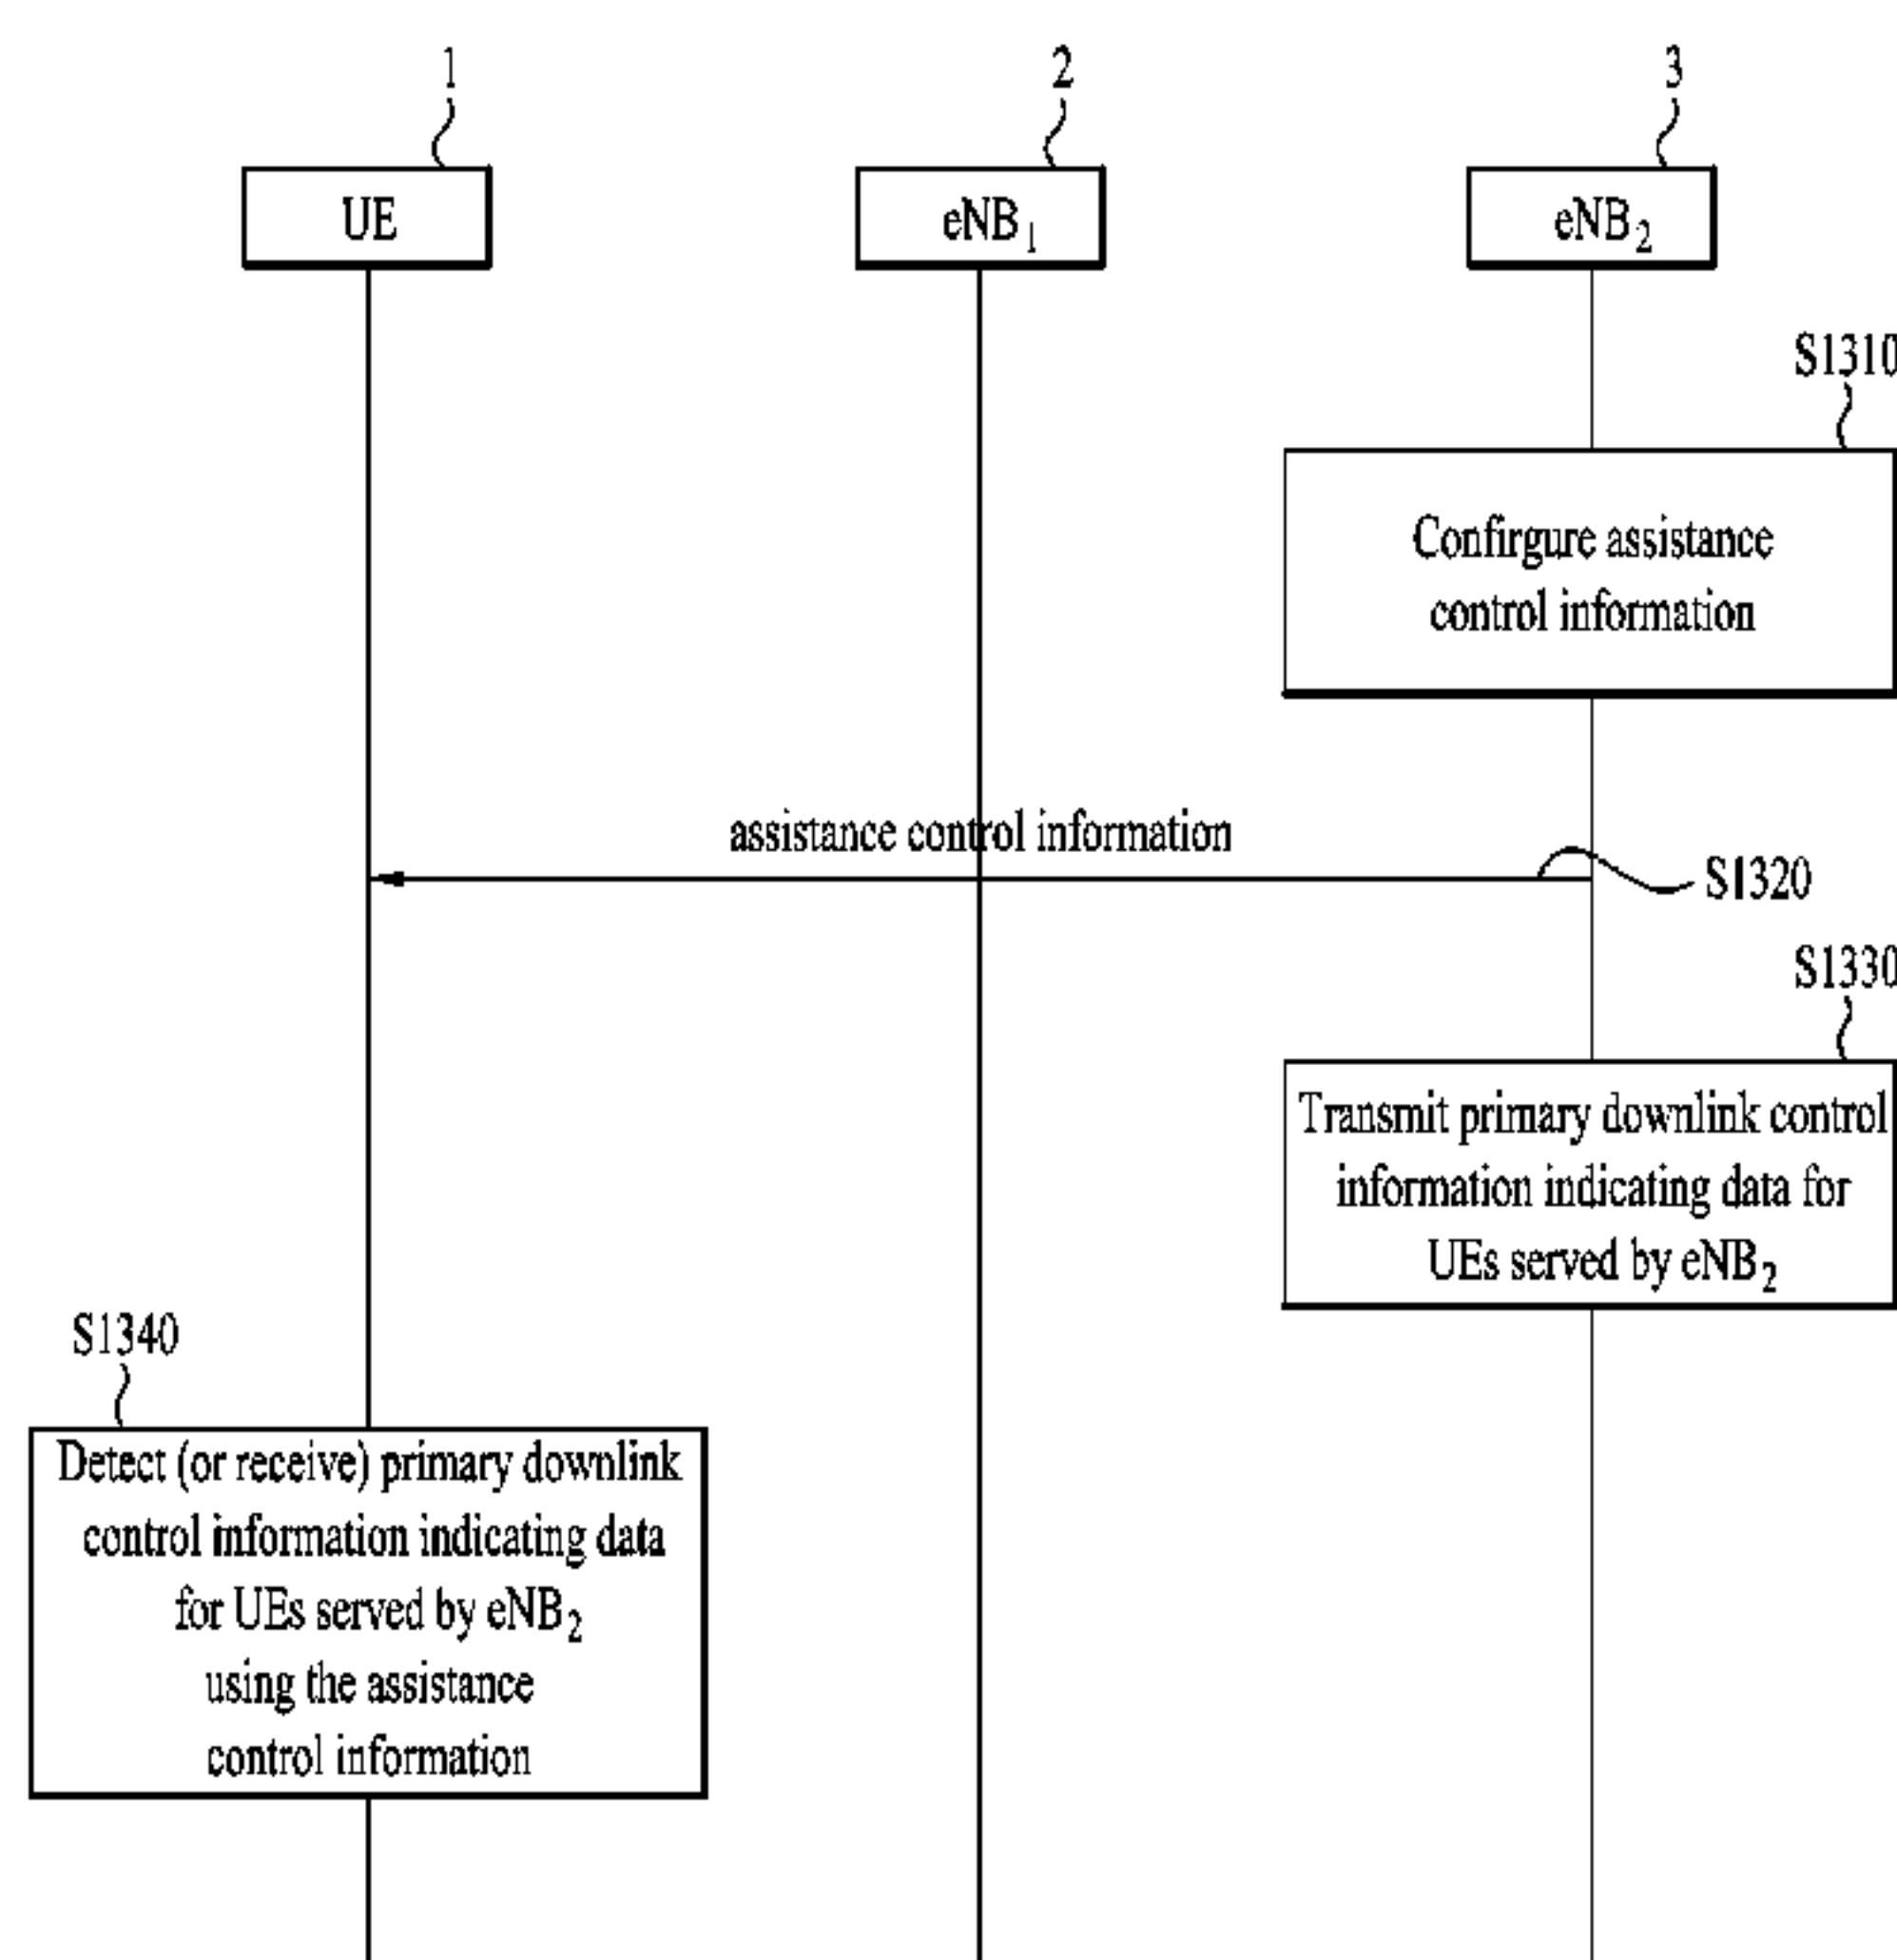 1
2
3
UE
eNB1
eNB2
S1310
Confirgure assistance
control information
assistance control information
S1320
S1330
Transmit primary downlink control
information indicating data for
UEs served by eNB2
S1340
Detect (or receive) primary downlink
control information indicating data
for UEs served by eNB2
using the assistance
control information